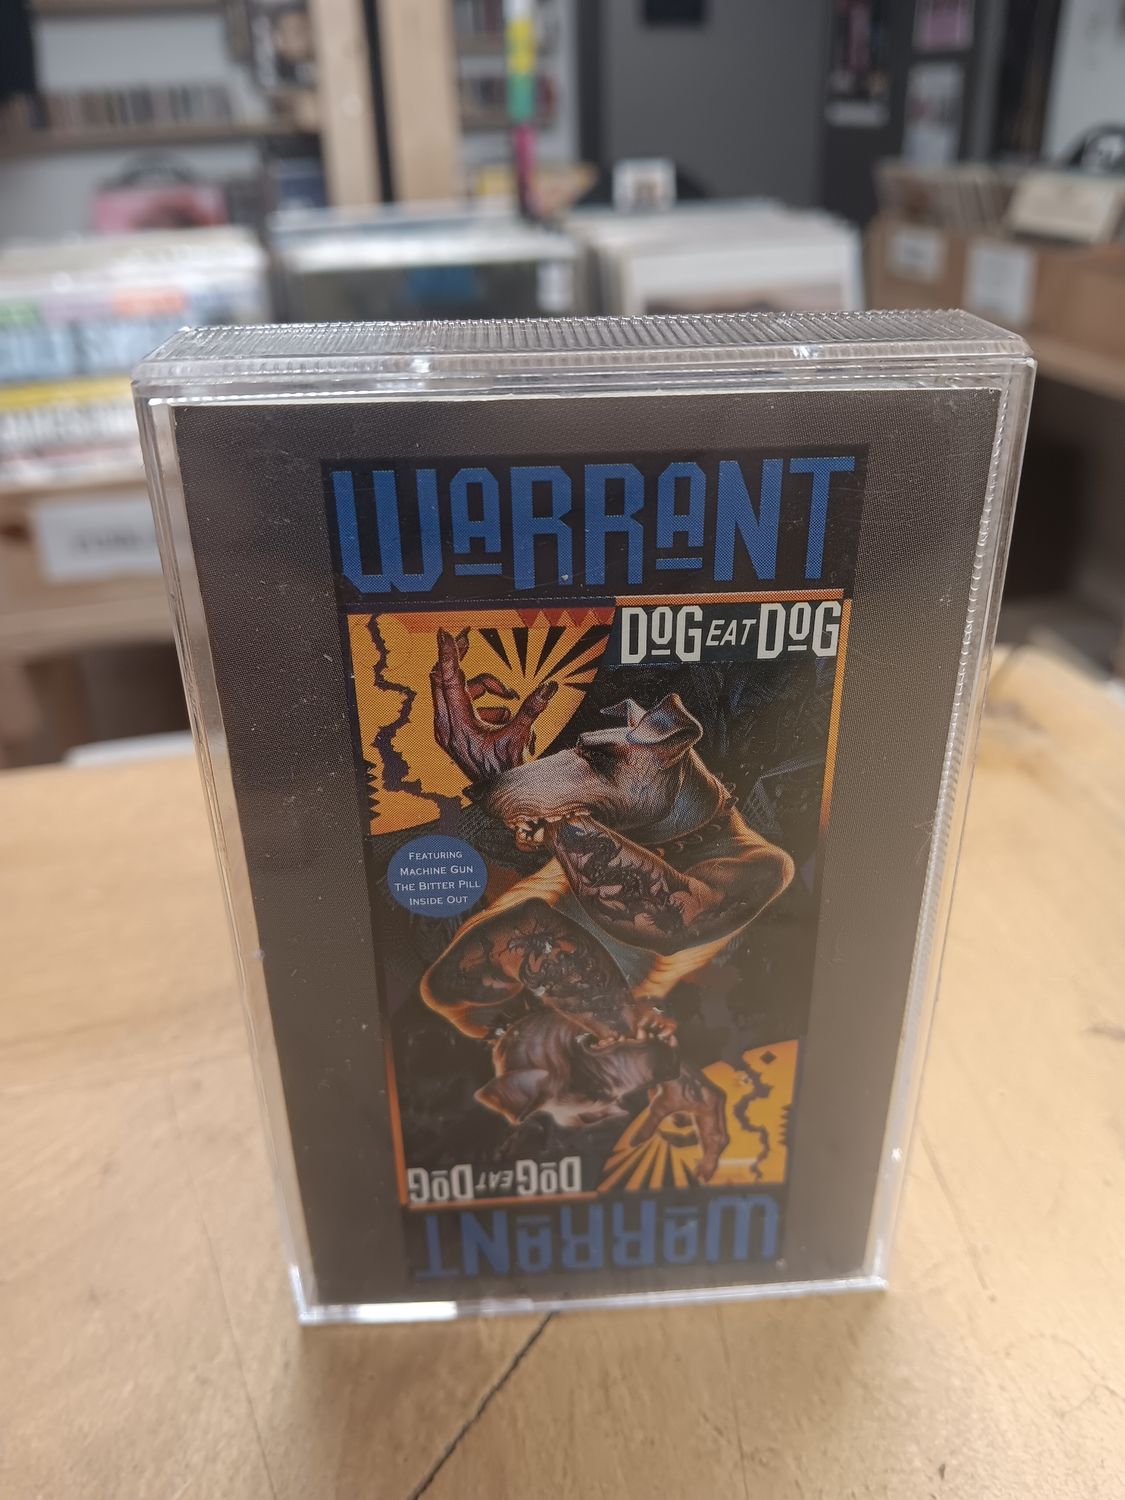 WARRANT
DOG EAT DOG
FEATURING
MACHINE GUN
THE BITTER PILL
INSIDE OUT
DOG EAT DOG
WARRANT